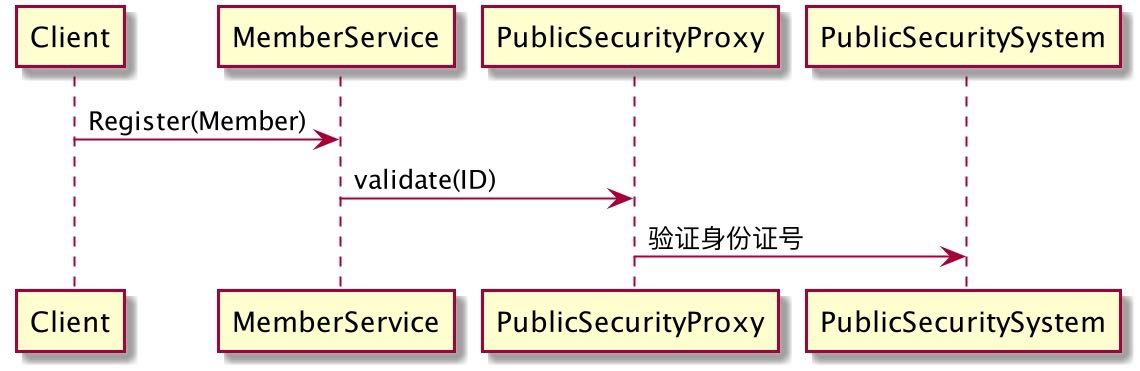 Client
MemberService
PublicSecurityProxy
PublicSecuritySystem
Register(Member)
validate(ID)
验证身份证号
Client
MemberService
PublicSecurityProxy
PublicSecuritySystem